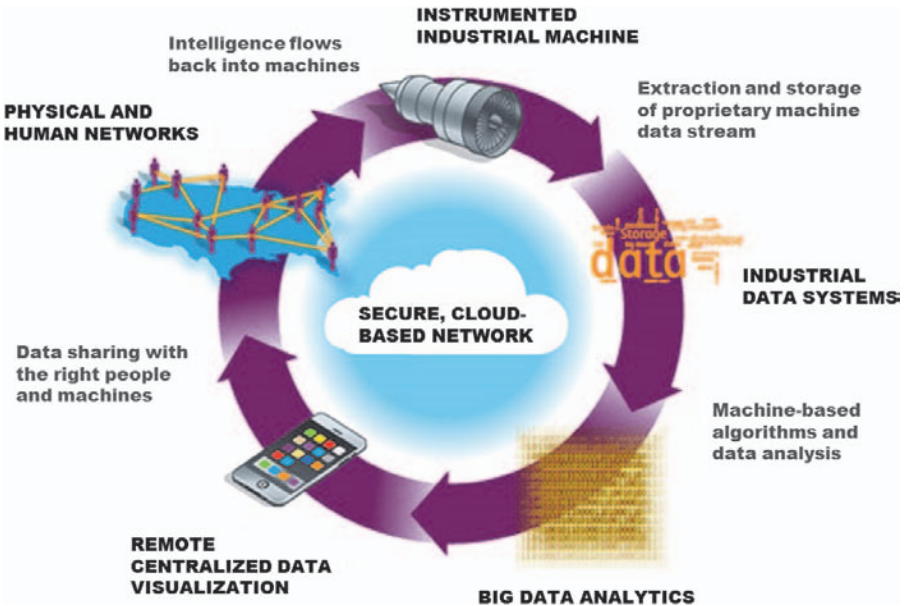 INSTRUMENTED
INDUSTRIAL MACHINE
Intelligence flows
back into machines
Extraction and storage
of proprietary machine
data stream
PHYSICAL AND
HUMAN NETWORKS
Storage
data
INDUSTRIAL
DATA SYSTEMS
SECURE, CLOUD-
BASED NETWORK
Data sharing with
the right people
and machines
Machine-based
algorithms and
data analysis
REMOTE
CENTRALIZED DATA
VISUALIZATION
BIG DATA ANALYTICS